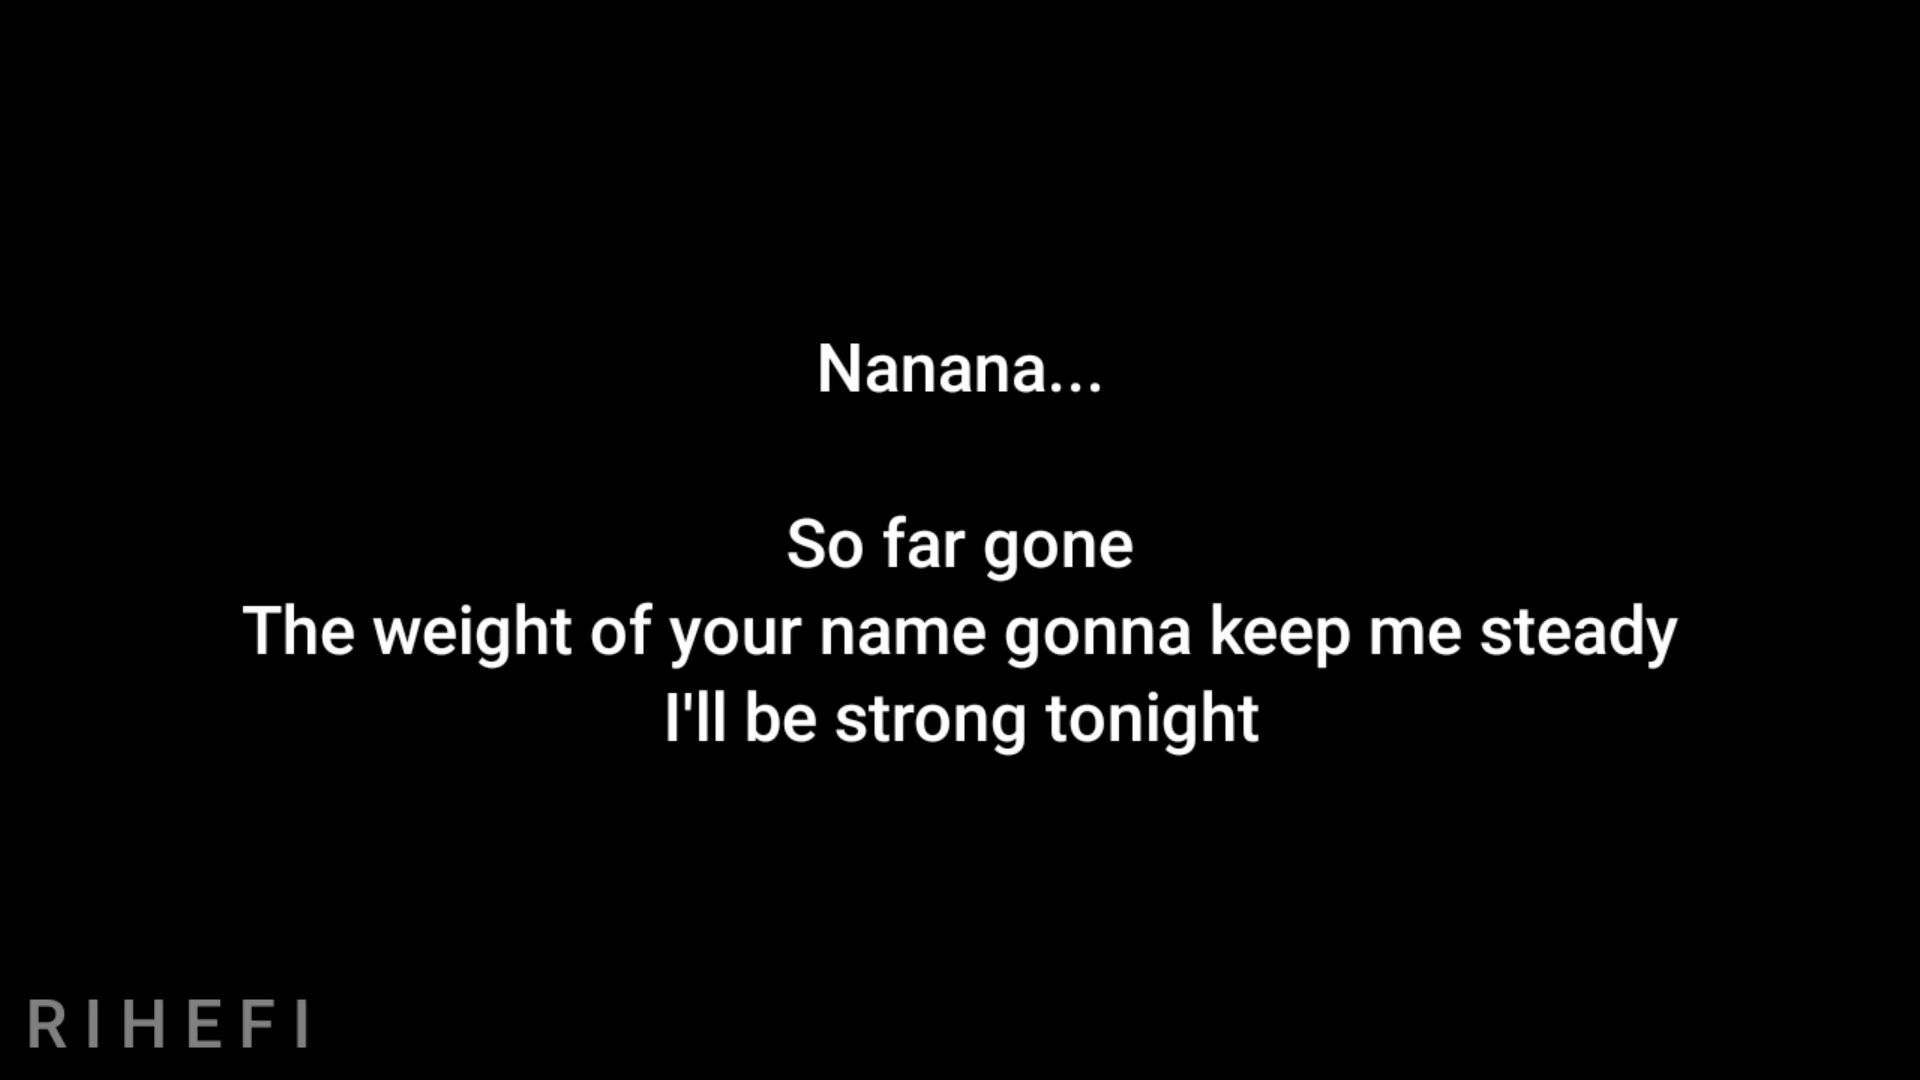 Nanana...
So far gone
The weight of your name gonna keep me steady
I'll be strong tonight
RIHEFI